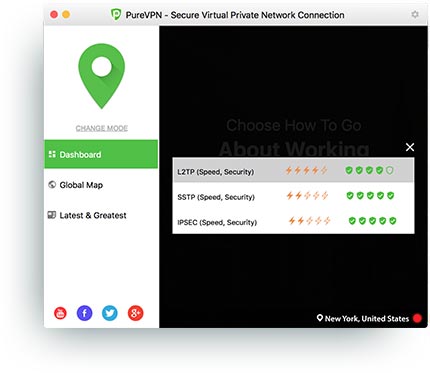 PureVPN - Secure Virtual Private Network Connection
CHANGE MODE
Dashboard
Global Map
Latest & Greatest
Choose How To Go
About Working
L2TP (Speed, Security)
SSTP (Speed, Security)
IPSEC (Speed, Security)
New York, United States